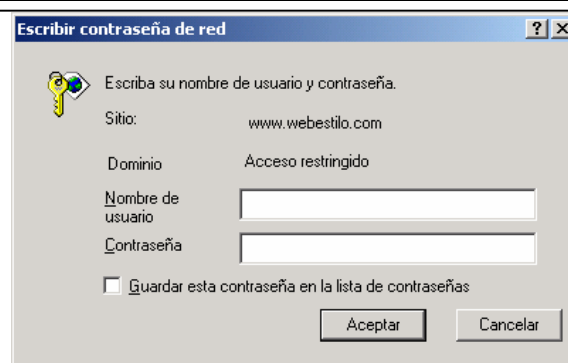 Escribir contraseña de red
Escriba su nombre de usuario y contraseña.
Sitio: www.webestilo.com
Dominio Acceso restringido
Nombre de
usuario
Contraseña
Guardar esta contraseña en la lista de contraseñas
Aceptar Cancelar